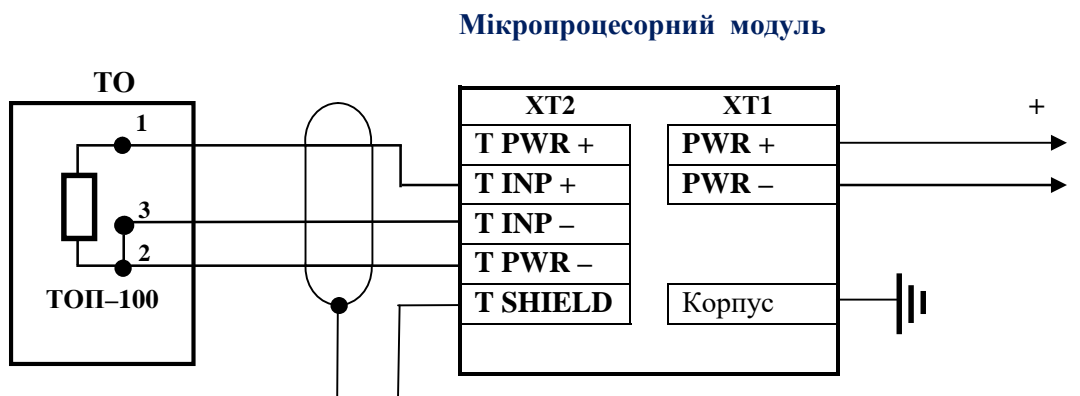 Мікропроцесорний модуль
ТО
XT2
XT1
+
1
T PWR +
PWR +
T INP +
PWR –
3
T INP –
2
T PWR –
ТОП–100
T SHIELD
Корпус